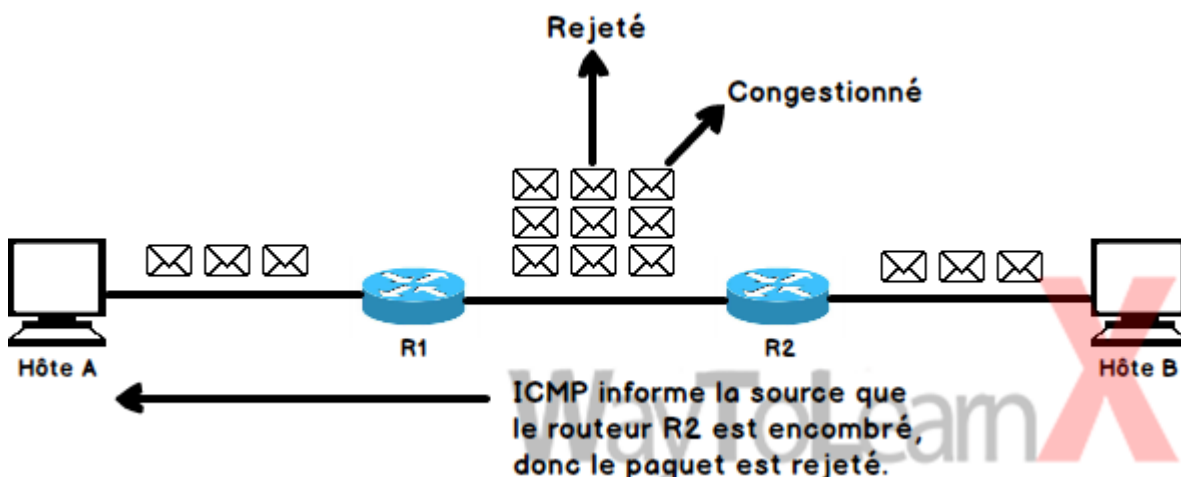 Rejeté
Congestionné
Hôte A
R1
R2
Hôte B
ICMP informe la source que
le routeur R2 est encombré,
donc le paquet est rejeté.
WayToLearnX